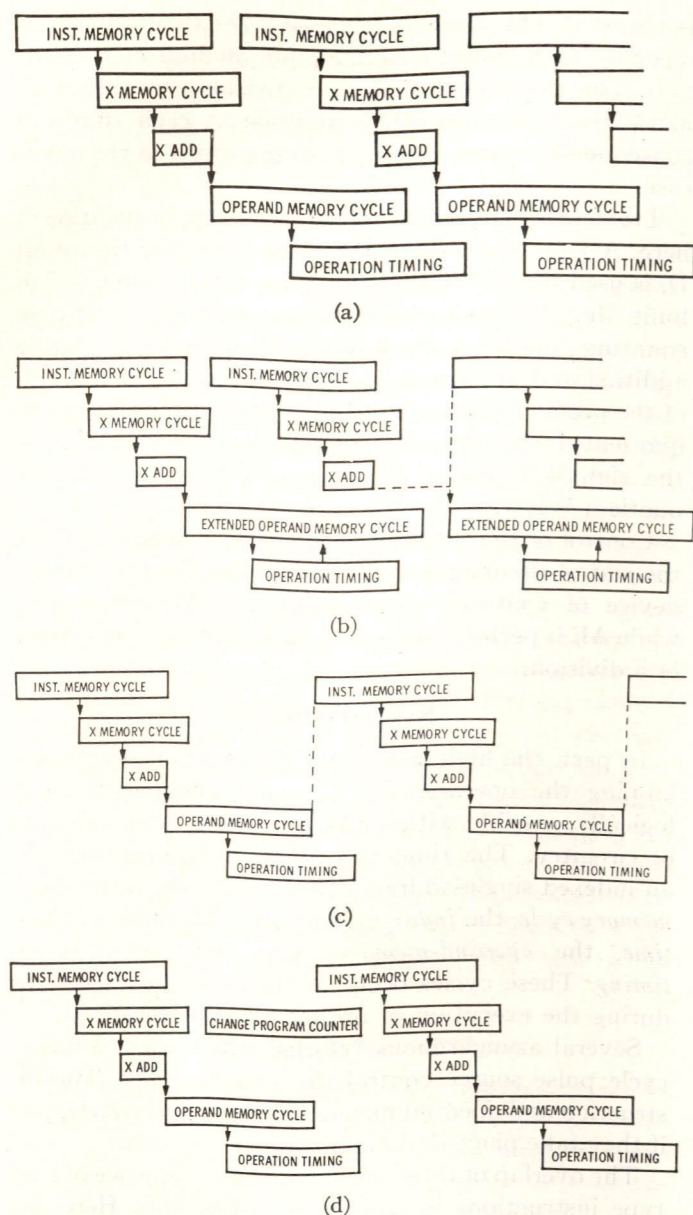 INST. MEMORY CYCLE INST. MEMORY CYCLE
X MEMORY CYCLE X MEMORY CYCLE
X ADD X ADD
OPERAND MEMORY CYCLE OPERAND MEMORY CYCLE
OPERATION TIMING OPERATION TIMING
(a)
INST. MEMORY CYCLE INST. MEMORY CYCLE
X MEMORY CYCLE X MEMORY CYCLE
X ADD X ADD
EXTENDED OPERAND MEMORY CYCLE EXTENDED OPERAND MEMORY CYCLE
OPERATION TIMING OPERATION TIMING
(b)
INST. MEMORY CYCLE INST. MEMORY CYCLE
X MEMORY CYCLE X MEMORY CYCLE
X ADD X ADD
OPERAND MEMORY CYCLE OPERAND MEMORY CYCLE
OPERATION TIMING OPERATION TIMING
(c)
INST. MEMORY CYCLE INST. MEMORY CYCLE
X MEMORY CYCLE CHANGE PROGRAM COUNTER X MEMORY CYCLE
X ADD X ADD
OPERAND MEMORY CYCLE OPERAND MEMORY CYCLE
OPERATION TIMING OPERATION TIMING
(d)